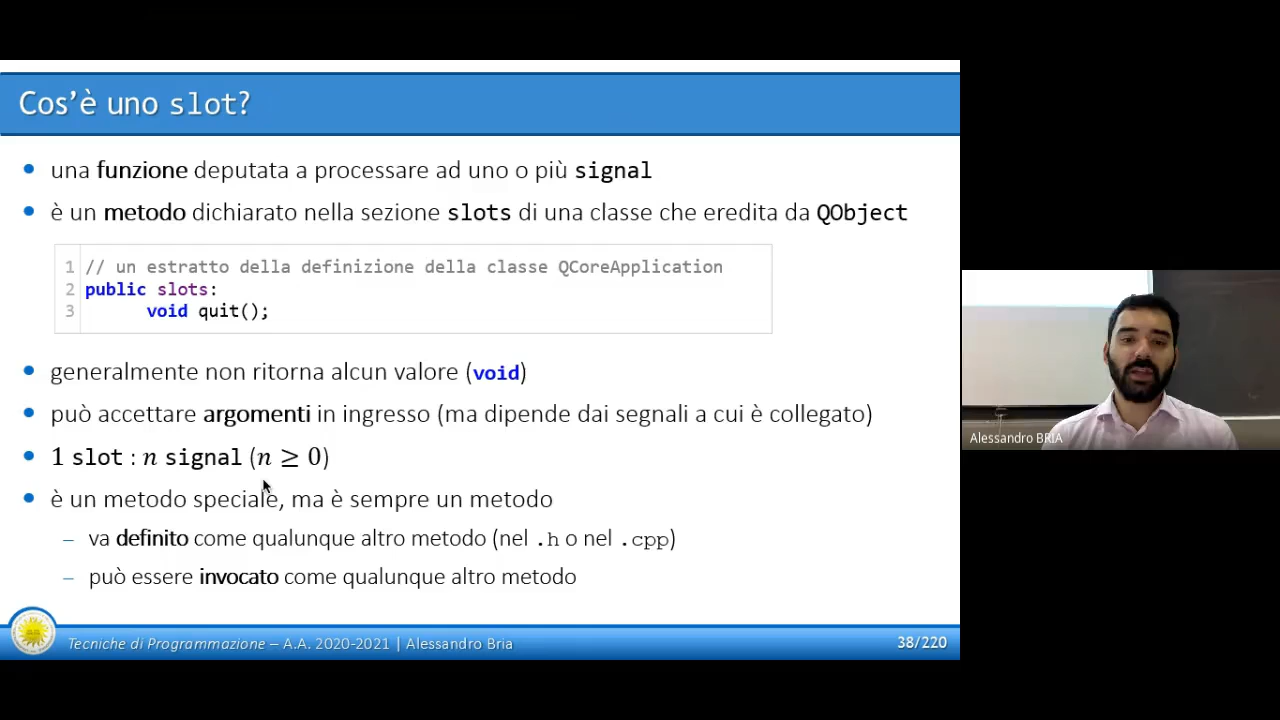 Cos'è uno slot?
• una funzione deputata a processare ad uno o più signal
• è un metodo dichiarato nella sezione slots di una classe che eredita da QObject
1 // un estratto della definizione della classe QCoreApplication
2 public slots:
3 void quit();
• generalmente non ritorna alcun valore (void)
• può accettare argomenti in ingresso (ma dipende dai segnali a cui è collegato)
• 1 slot : n signal (n ≥ 0)
• è un metodo speciale, ma è sempre un metodo
– va definito come qualunque altro metodo (nel .h o nel .cpp)
– può essere invocato come qualunque altro metodo
Tecniche di Programmazione – A.A. 2020-2021 | Alessandro Bria
38/220
Alessandro BRIA